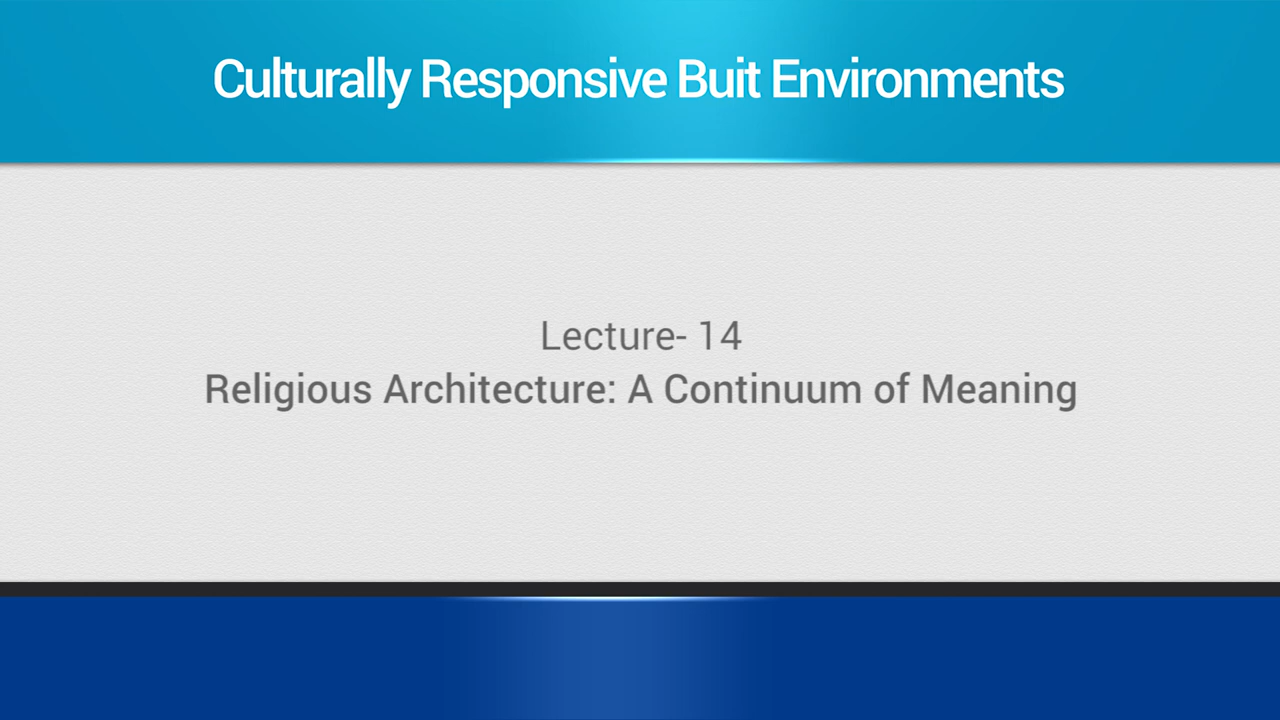 Culturally Responsive Buit Environments
Lecture- 14
Religious Architecture: A Continuum of Meaning